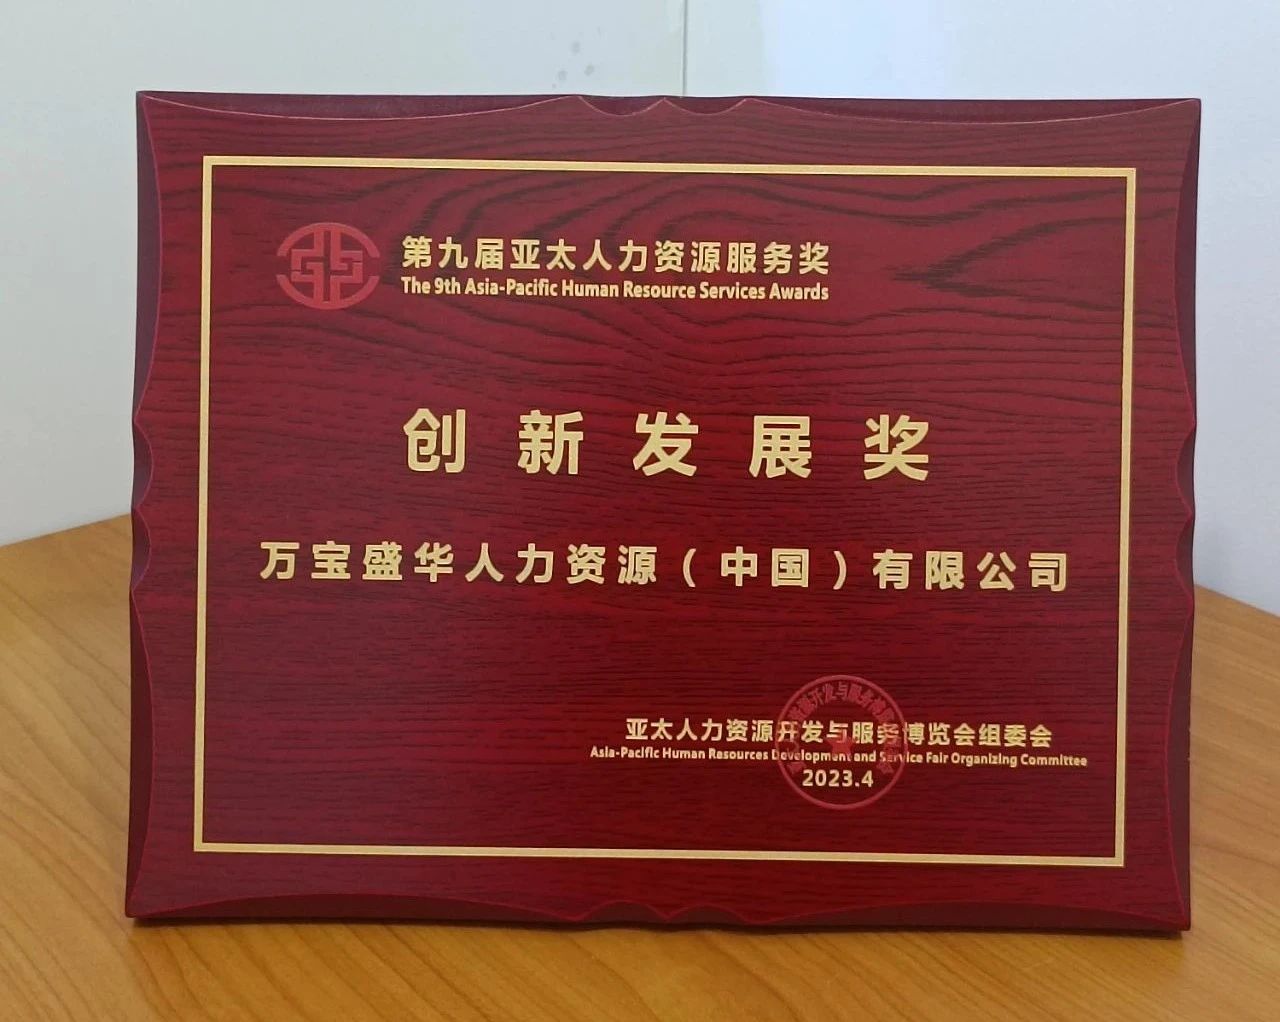 第九届亚太人力资源服务奖
The 9th Asia-Pacific Human Resource Services Awards
创新发展奖
万宝盛华人力资源（中国）有限公司
亚太人力资源开发与服务博览会组委会
Asia-Pacific Human Resources Development and Service Fair Organizing Committee
2023.4